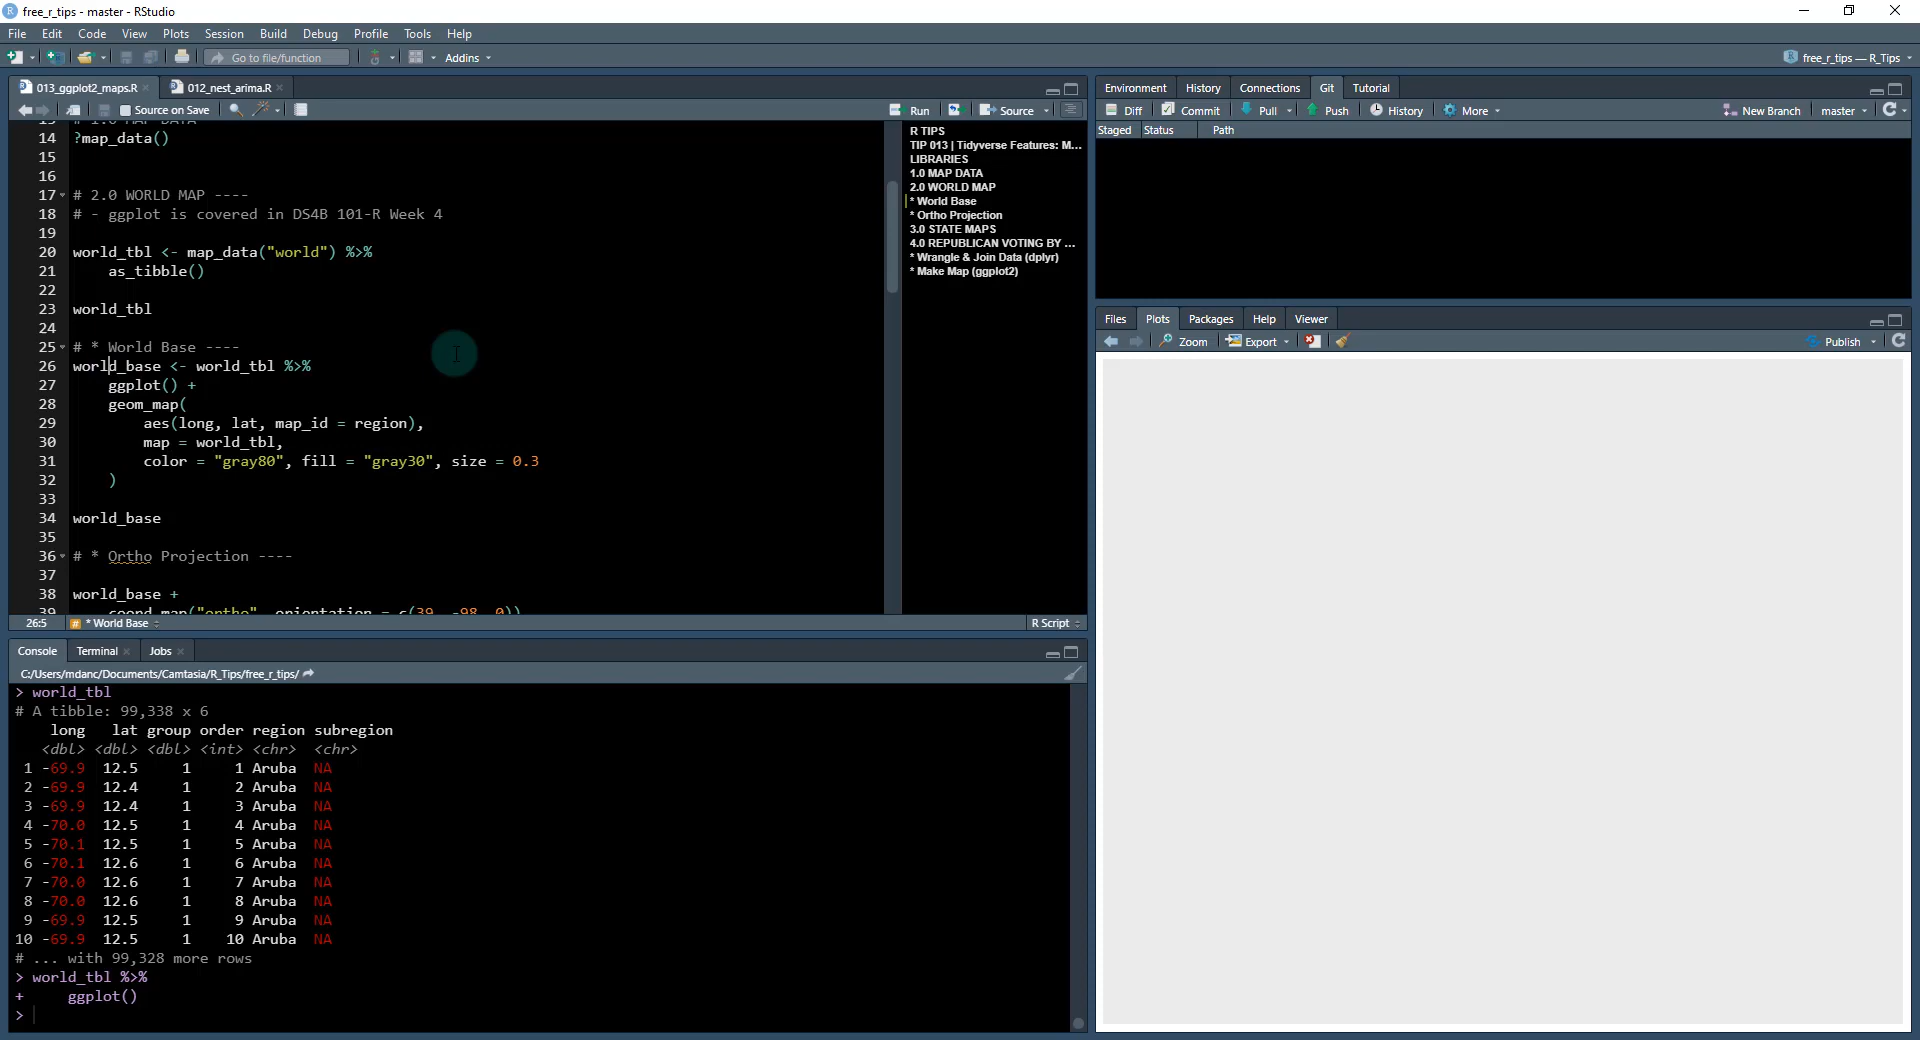 free_r_tips - master - RStudio
File Edit Code View Plots Session Build Debug Profile Tools Help
Go to file/function Addins free_r_tips — R_Tips
013_ggplot2_maps.R 012_nest_arima.R
Source on Save Run Source
14 ?map_data()
15
16
17 # 2.0 WORLD MAP ----
18 # - ggplot is covered in DS4B 101-R Week 4
19
20 world_tbl <- map_data("world") %>%
21 as_tibble()
22
23 world_tbl
24
25 # * World Base ----
26 world_base <- world_tbl %>%
27 ggplot() +
28 geom_map(
29 aes(long, lat, map_id = region),
30 map = world_tbl,
31 color = "gray80", fill = "gray30", size = 0.3
32 )
33
34 world_base
35
36 # * Ortho Projection ----
37
38 world_base +
39 coord_map("ortho", orientation = c(39, -98, 0))
26:5 # * World Base R Script
R TIPS
TIP 013 | Tidyverse Features: M...
LIBRARIES
1.0 MAP DATA
2.0 WORLD MAP
* World Base
* Ortho Projection
3.0 STATE MAPS
4.0 REPUBLICAN VOTING BY ...
* Wrangle & Join Data (dplyr)
* Make Map (ggplot2)
Console Terminal Jobs
C:/Users/mdanc/Documents/Camtasia/R_Tips/free_r_tips/
> world_tbl
# A tibble: 99,338 x 6
long lat group order region subregion
<dbl> <dbl> <dbl> <int> <chr> <chr>
1 -69.9 12.5 1 1 Aruba NA
2 -69.9 12.4 1 2 Aruba NA
3 -69.9 12.4 1 3 Aruba NA
4 -70.0 12.5 1 4 Aruba NA
5 -70.1 12.5 1 5 Aruba NA
6 -70.1 12.6 1 6 Aruba NA
7 -70.0 12.6 1 7 Aruba NA
8 -70.0 12.6 1 8 Aruba NA
9 -69.9 12.5 1 9 Aruba NA
10 -69.9 12.5 1 10 Aruba NA
# ... with 99,328 more rows
> world_tbl %>%
+ ggplot()
>
Environment History Connections Git Tutorial
Diff Commit Pull Push History More New Branch master
Staged Status Path
Files Plots Packages Help Viewer
Zoom Export Publish